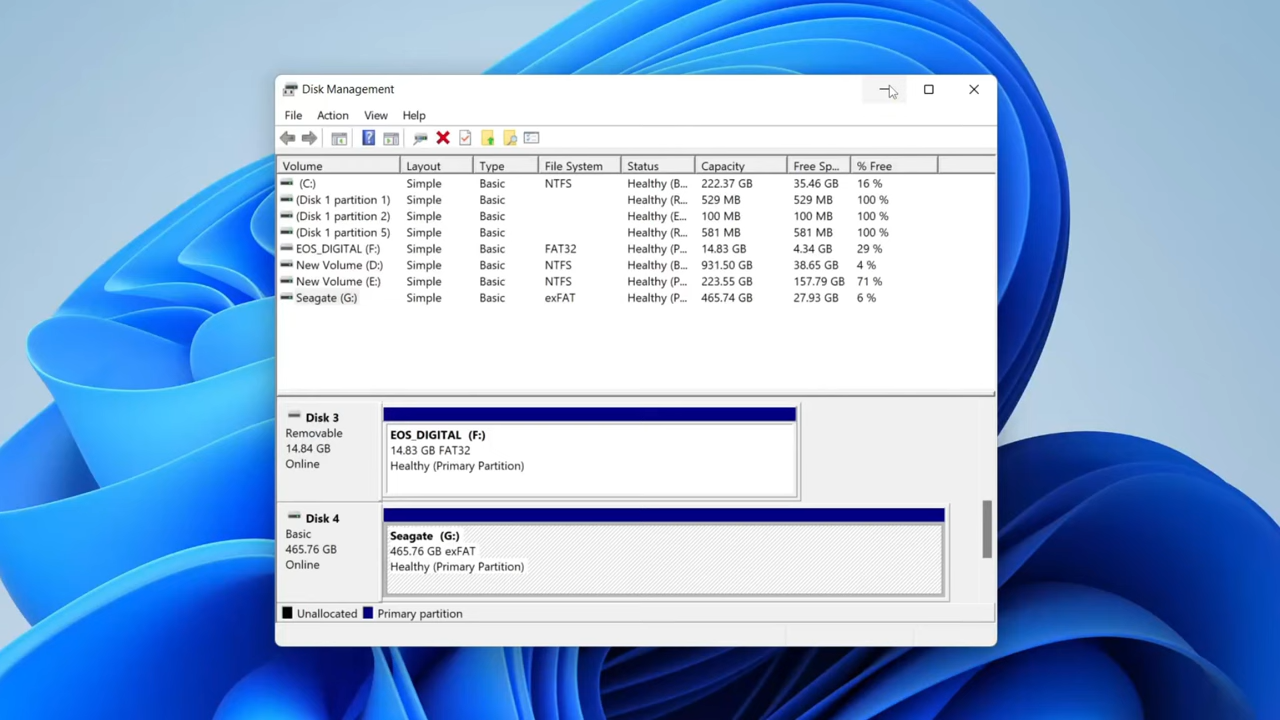 Disk Management
File Action View Help
Volume Layout Type File System Status Capacity Free Sp... % Free
(C:) Simple Basic NTFS Healthy (B... 222.37 GB 35.46 GB 16 %
(Disk 1 partition 1) Simple Basic Healthy (R... 529 MB 529 MB 100 %
(Disk 1 partition 2) Simple Basic Healthy (E... 100 MB 100 MB 100 %
(Disk 1 partition 5) Simple Basic Healthy (R... 581 MB 581 MB 100 %
EOS_DIGITAL (F:) Simple Basic FAT32 Healthy (P... 14.83 GB 4.34 GB 29 %
New Volume (D:) Simple Basic NTFS Healthy (B... 931.50 GB 38.65 GB 4 %
New Volume (E:) Simple Basic NTFS Healthy (P... 223.55 GB 157.79 GB 71 %
Seagate (G:) Simple Basic exFAT Healthy (P... 465.74 GB 27.93 GB 6 %
Disk 3
Removable
14.84 GB
Online
EOS_DIGITAL (F:)
14.83 GB FAT32
Healthy (Primary Partition)
Disk 4
Basic
465.76 GB
Online
Seagate (G:)
465.76 GB exFAT
Healthy (Primary Partition)
Unallocated Primary partition